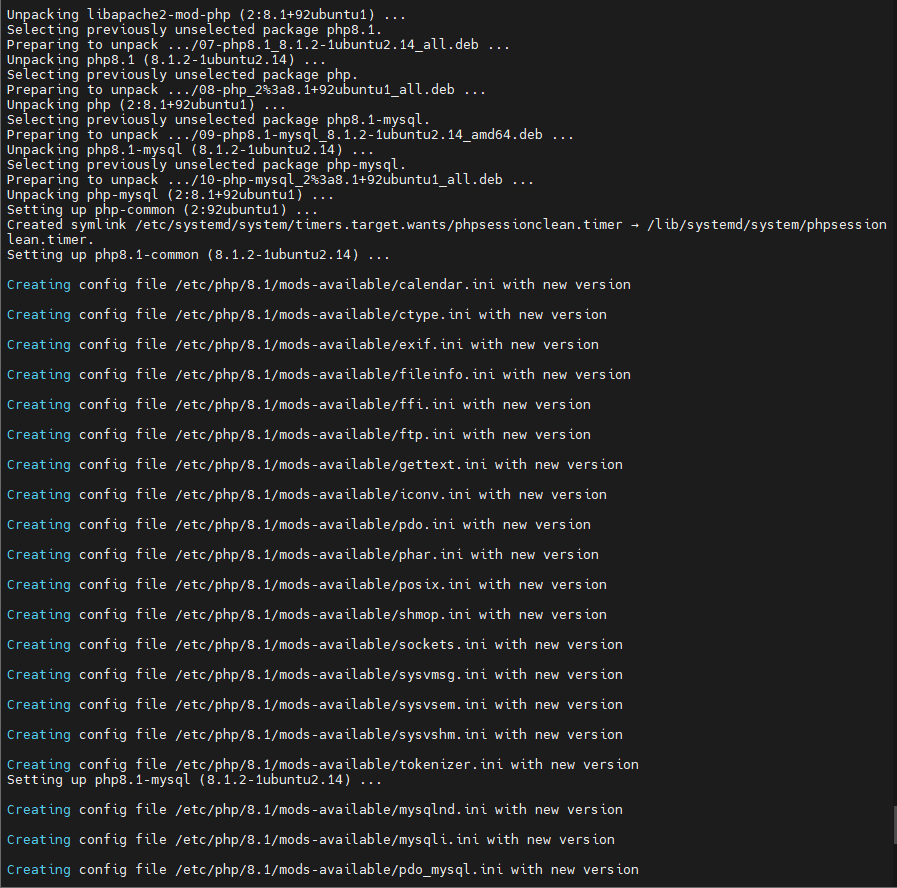 Unpacking libapache2-mod-php (2:8.1+92ubuntu1) ...
Selecting previously unselected package php8.1.
Preparing to unpack .../07-php8.1_8.1.2-1ubuntu2.14_all.deb ...
Unpacking php8.1 (8.1.2-1ubuntu2.14) ...
Selecting previously unselected package php.
Preparing to unpack .../08-php_2%3a8.1+92ubuntu1_all.deb ...
Unpacking php (2:8.1+92ubuntu1) ...
Selecting previously unselected package php8.1-mysql.
Preparing to unpack .../09-php8.1-mysql_8.1.2-1ubuntu2.14_amd64.deb ...
Unpacking php8.1-mysql (8.1.2-1ubuntu2.14) ...
Selecting previously unselected package php-mysql.
Preparing to unpack .../10-php-mysql_2%3a8.1+92ubuntu1_all.deb ...
Unpacking php-mysql (2:8.1+92ubuntu1) ...
Setting up php-common (2:92ubuntu1) ...
Created symlink /etc/systemd/system/timers.target.wants/phpsessionclean.timer → /lib/systemd/system/phpsession
lean.timer.
Setting up php8.1-common (8.1.2-1ubuntu2.14) ...
Creating config file /etc/php/8.1/mods-available/calendar.ini with new version
Creating config file /etc/php/8.1/mods-available/ctype.ini with new version
Creating config file /etc/php/8.1/mods-available/exif.ini with new version
Creating config file /etc/php/8.1/mods-available/fileinfo.ini with new version
Creating config file /etc/php/8.1/mods-available/ffi.ini with new version
Creating config file /etc/php/8.1/mods-available/ftp.ini with new version
Creating config file /etc/php/8.1/mods-available/gettext.ini with new version
Creating config file /etc/php/8.1/mods-available/iconv.ini with new version
Creating config file /etc/php/8.1/mods-available/pdo.ini with new version
Creating config file /etc/php/8.1/mods-available/phar.ini with new version
Creating config file /etc/php/8.1/mods-available/posix.ini with new version
Creating config file /etc/php/8.1/mods-available/shmop.ini with new version
Creating config file /etc/php/8.1/mods-available/sockets.ini with new version
Creating config file /etc/php/8.1/mods-available/sysvmsg.ini with new version
Creating config file /etc/php/8.1/mods-available/sysvsem.ini with new version
Creating config file /etc/php/8.1/mods-available/sysvshm.ini with new version
Creating config file /etc/php/8.1/mods-available/tokenizer.ini with new version
Setting up php8.1-mysql (8.1.2-1ubuntu2.14) ...
Creating config file /etc/php/8.1/mods-available/mysqlnd.ini with new version
Creating config file /etc/php/8.1/mods-available/mysqli.ini with new version
Creating config file /etc/php/8.1/mods-available/pdo_mysql.ini with new version